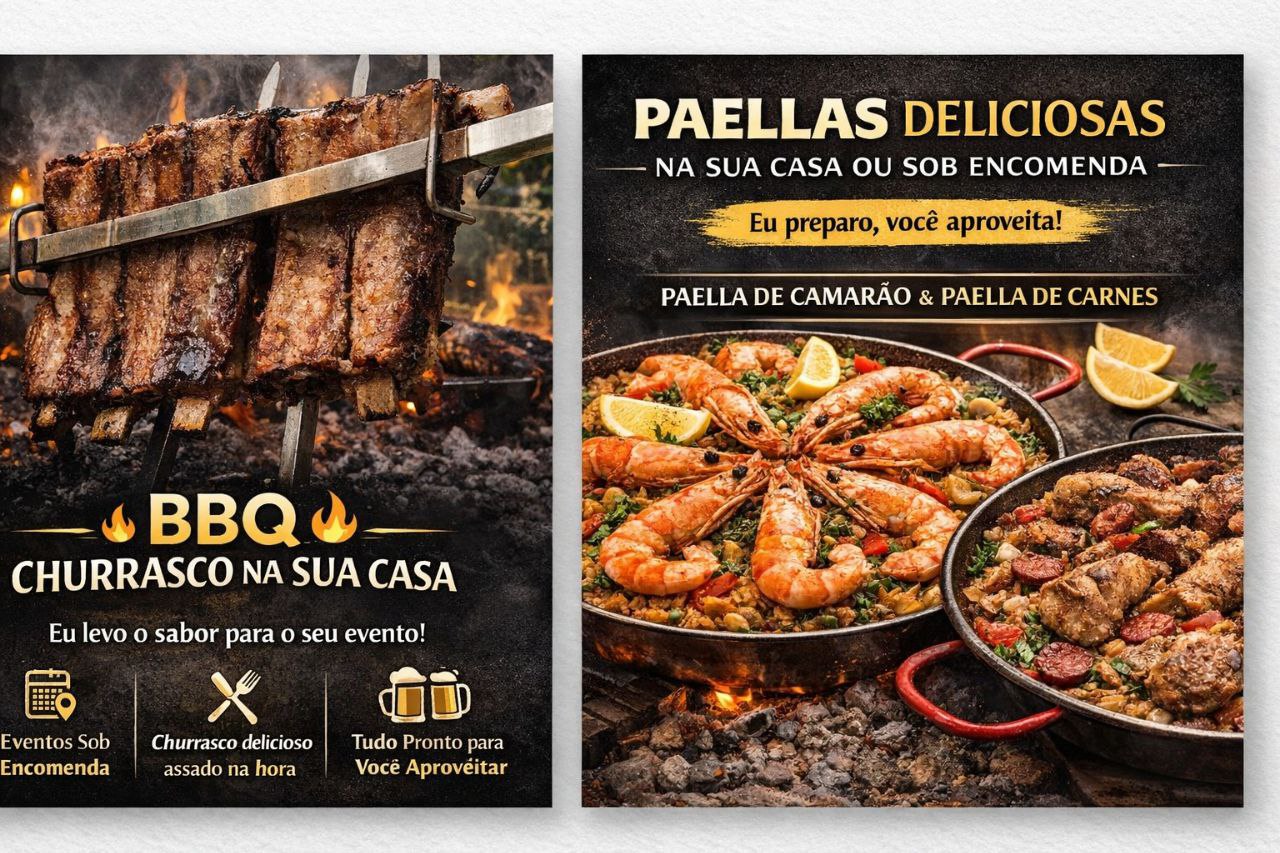 BBQ
CHURRASCO NA SUA CASA
Eu levo o sabor para o seu evento!
Eventos Sob
Encomenda
Churrasco delicioso
assado na hora
Tudo Pronto para
Você Aproveitar
PAELLAS DELICIOSAS
NA SUA CASA OU SOB ENCOMENDA
Eu preparo, você aproveita!
PAELLA DE CAMARÃO & PAELLA DE CARNES